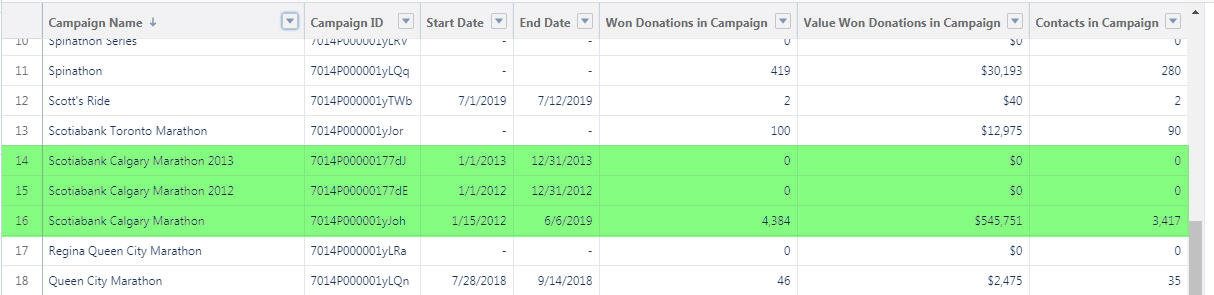 Campaign Name ↓ Campaign ID Start Date End Date Won Donations in Campaign Value Won Donations in Campaign Contacts in Campaign
10 Spinathon Series 7014P000001yLRV - - 0 $0 0
11 Spinathon 7014P000001yLQq - - 419 $30,193 280
12 Scott's Ride 7014P000001yTWb 7/1/2019 7/12/2019 2 $40 2
13 Scotiabank Toronto Marathon 7014P000001yJor - - 100 $12,975 90
14 Scotiabank Calgary Marathon 2013 7014P00000177dJ 1/1/2013 12/31/2013 0 $0 0
15 Scotiabank Calgary Marathon 2012 7014P00000177dE 1/1/2012 12/31/2012 0 $0 0
16 Scotiabank Calgary Marathon 7014P000001yJoh 1/15/2012 6/6/2019 4,384 $545,751 3,417
17 Regina Queen City Marathon 7014P000001yLRa - - 0 $0 0
18 Queen City Marathon 7014P000001yLQn 7/28/2018 9/14/2018 46 $2,475 35